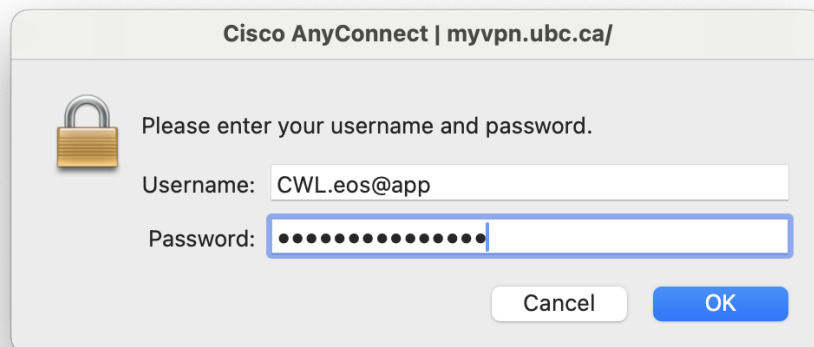 Cisco AnyConnect | myvpn.ubc.ca/
Please enter your username and password.
Username: CWL.eos@app
Password: •••••••••••••••
Cancel OK